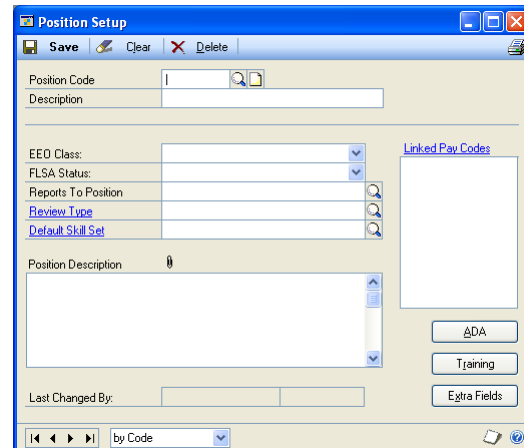 Position Setup
Save Clear Delete
Position Code
Description
EEO Class:
FLSA Status:
Reports To Position
Review Type
Default Skill Set
Linked Pay Codes
Position Description
ADA
Training
Last Changed By:
Extra Fields
by Code